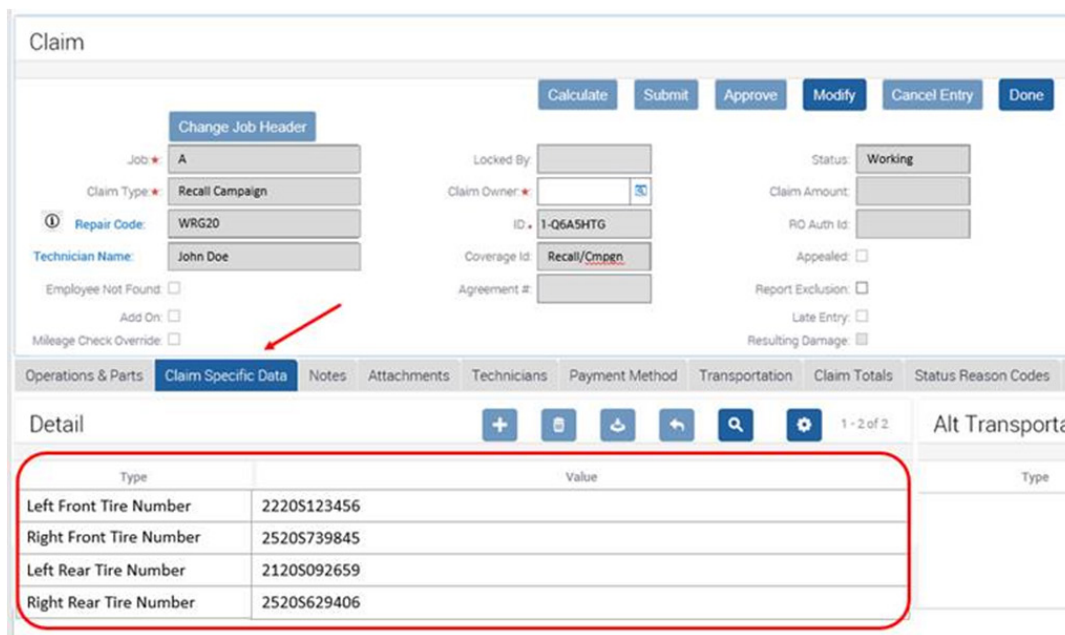 Claim
Calculate Submit Approve Modify Cancel Entry Done
Change Job Header
Job:★ A Locked By: Status: Working
Claim Type:★ Recall Campaign Claim Owner:★ Claim Amount:
Repair Code: WRG20 ID:★ 1-Q6A5HTG RO Auth Id:
Technician Name: John Doe Coverage Id: Recall/Cmpgn Appealed:
Employee Not Found: Agreement #: Report Exclusion:
Add On: Late Entry:
Mileage Check Override: Resulting Damage:
Operations & Parts Claim Specific Data Notes Attachments Technicians Payment Method Transportation Claim Totals Status Reason Codes
Detail 1 - 2 of 2 Alt Transporta
Type Value Type
Left Front Tire Number 2220S123456
Right Front Tire Number 2520S739845
Left Rear Tire Number 2120S092659
Right Rear Tire Number 2520S629406